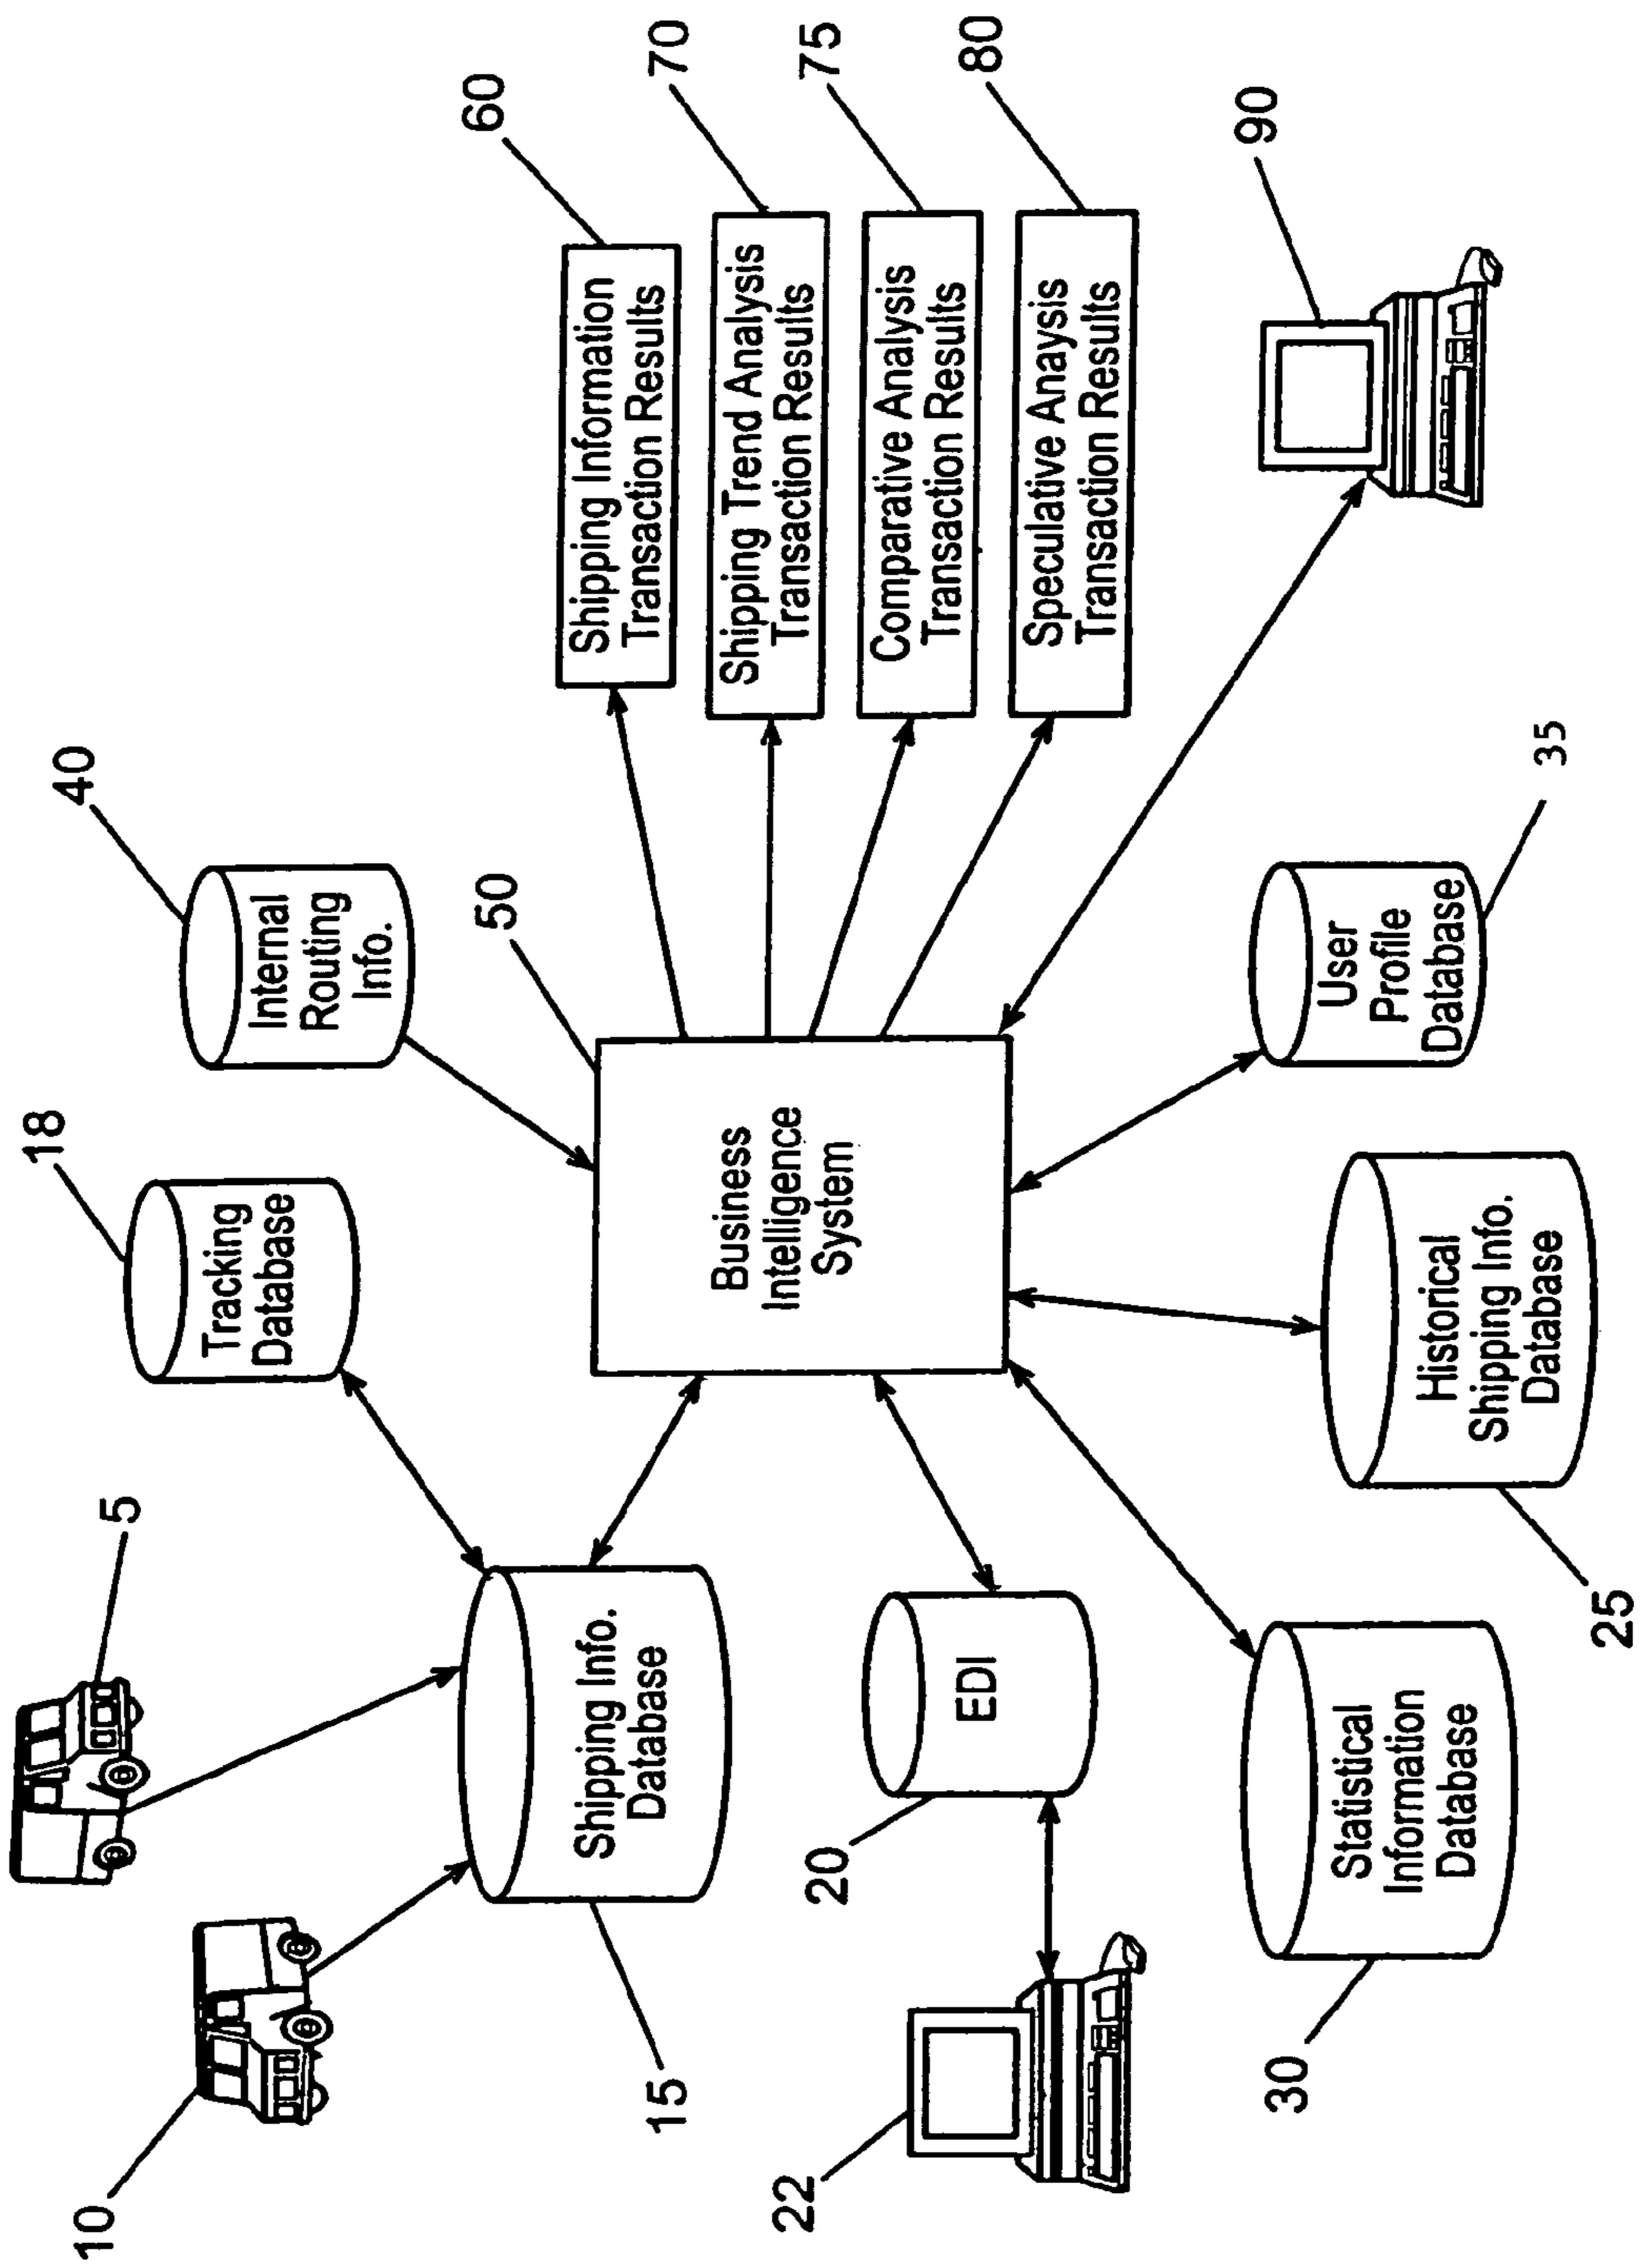 5
10
18
Tracking
Database
40
Internal
Routing
Info.
15
Shipping Info.
Database
50
Business
Intelligence
System
60
Shipping Information
Transaction Results
70
Shipping Trend Analysis
Transaction Results
75
Comparative Analysis
Transaction Results
80
Speculative Anaysis
Transaction Results
20
EDI
22
30
Statistical
Information
Database
25
Historical
Shipping Info.
Database
35
User
Profile
Database
90